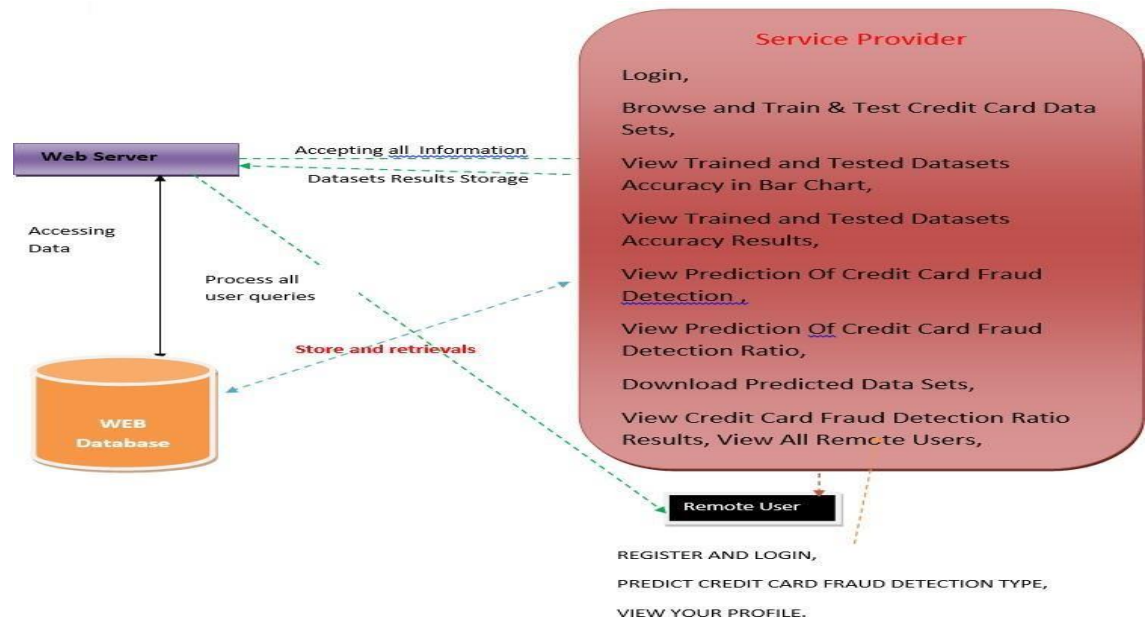 Service Provider
Login,
Browse and Train & Test Credit Card Data
Sets,
View Trained and Tested Datasets
Accuracy in Bar Chart,
View Trained and Tested Datasets
Accuracy Results,
View Prediction Of Credit Card Fraud
Detection ,
View Prediction Of Credit Card Fraud
Detection Ratio,
Download Predicted Data Sets,
View Credit Card Fraud Detection Ratio
Results, View All Remote Users,
Web Server
Accepting all Information
Datasets Results Storage
Accessing
Data
Process all
user queries
Store and retrievals
WEB
Database
Remote User
REGISTER AND LOGIN,
PREDICT CREDIT CARD FRAUD DETECTION TYPE,
VIEW YOUR PROFILE.